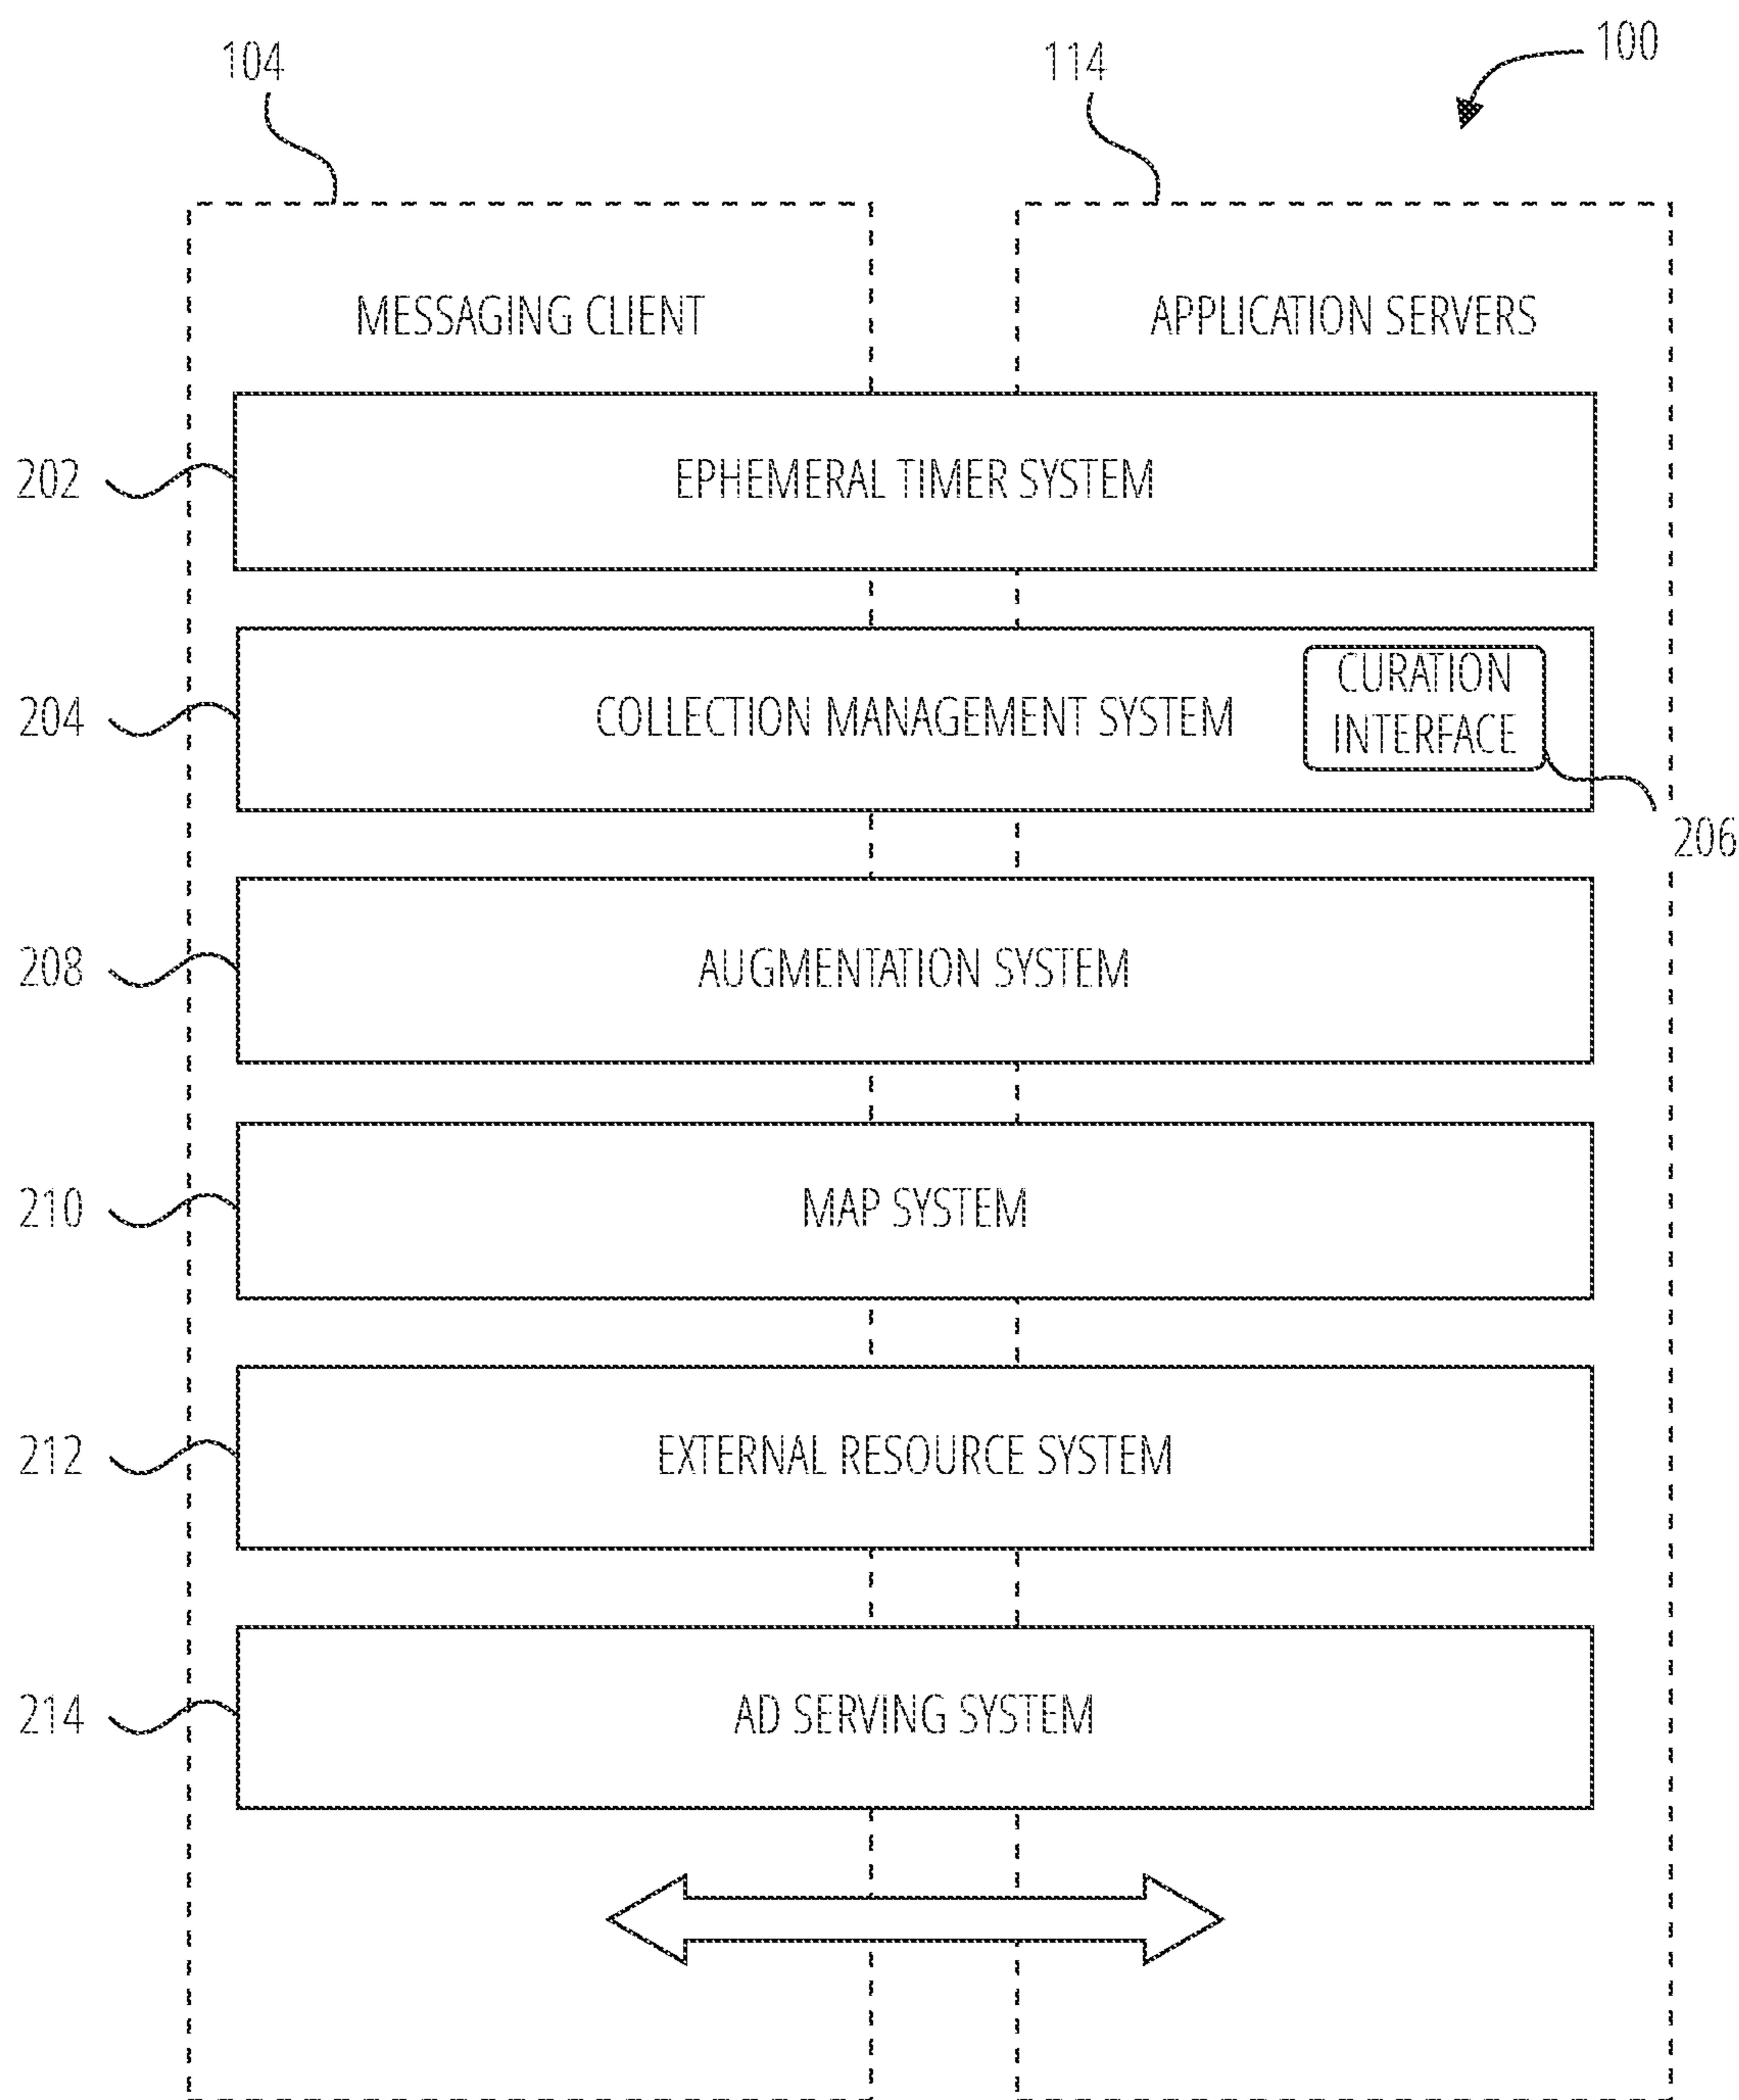 104
114
100
MESSAGING CLIENT
APPLICATION SERVERS
202
EPHEMERAL TIMER SYSTEM
204
COLLECTION MANAGEMENT SYSTEM
CURATION
INTERFACE
206
208
AUGMENTATION SYSTEM
210
MAP SYSTEM
212
EXTERNAL RESOURCE SYSTEM
214
AD SERVING SYSTEM